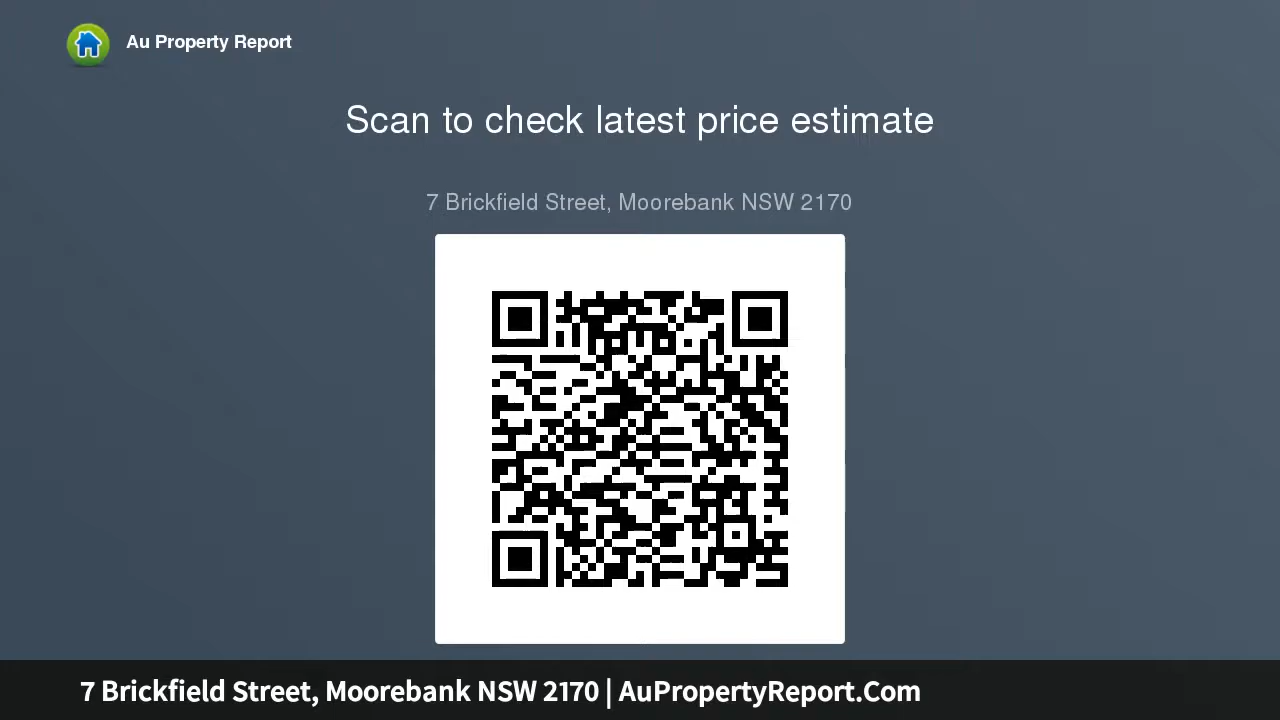 Au Property Report
Scan to check latest price estimate
7 Brickfield Street, Moorebank NSW 2170
7 Brickfield Street, Moorebank NSW 2170 | AuPropertyReport.Com